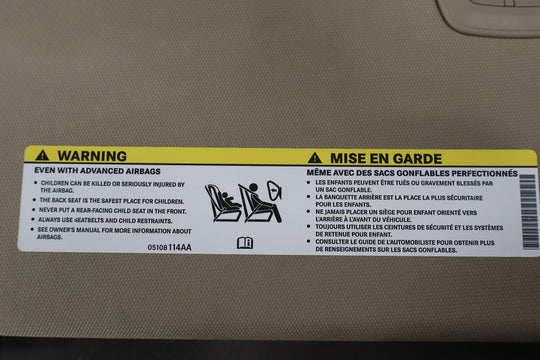 WARNING
EVEN WITH ADVANCED AIRBAGS
• CHILDREN CAN BE KILLED OR SERIOUSLY INJURED BY
THE AIRBAG.
• THE BACK SEAT IS THE SAFEST PLACE FOR CHILDREN.
• NEVER PUT A REAR-FACING CHILD SEAT IN THE FRONT.
• ALWAYS USE SEATBELTS AND CHILD RESTRAINTS.
• SEE OWNER'S MANUAL FOR MORE INFORMATION ABOUT
AIRBAGS.
05108114AA
MISE EN GARDE
MÊME AVEC DES SACS GONFLABLES PERFECTIONNÉS
• LES ENFANTS PEUVENT ÊTRE TUÉS OU GRAVEMENT BLESSÉS PAR
UN SAC GONFLABLE.
• LA BANQUETTE ARRIÈRE EST LA PLACE LA PLUS SÉCURITAIRE
POUR LES ENFANTS.
• NE JAMAIS PLACER UN SIÈGE POUR ENFANT ORIENTÉ VERS
L'ARRIÈRE À L'AVANT DU VÉHICULE.
• TOUJOURS UTILISER LES CEINTURES DE SÉCURITÉ ET LES SYSTÈMES
DE RETENUE POUR ENFANT.
• CONSULTER LE GUIDE DE L'AUTOMOBILISTE POUR OBTENIR PLUS
DE RENSEIGNEMENTS SUR LES SACS GONFLABLES.